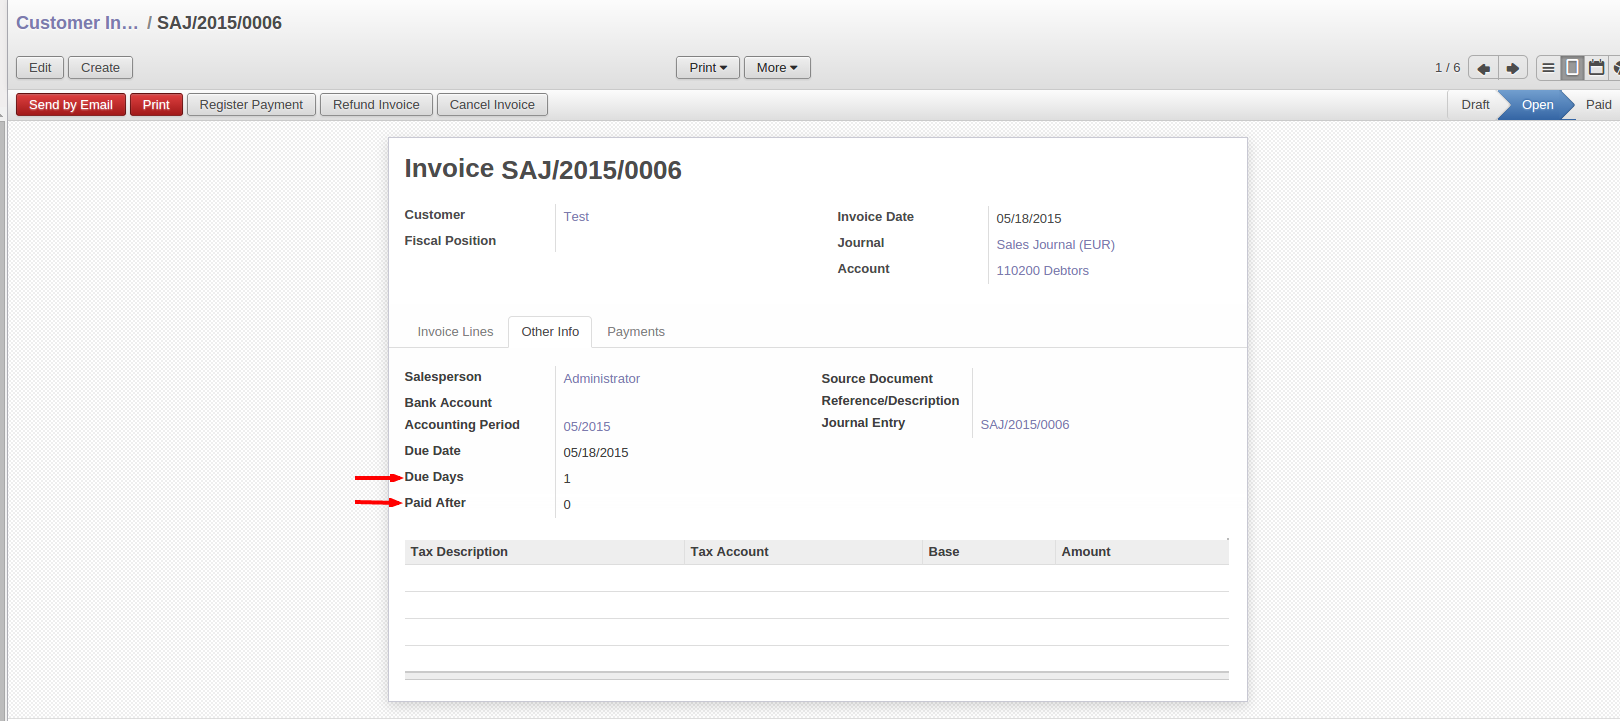 Customer In... / SAJ/2015/0006
Edit Create Print More 1 / 6
Send by Email Print Register Payment Refund Invoice Cancel Invoice Draft Open Paid
Invoice SAJ/2015/0006
Customer Test Invoice Date 05/18/2015
Fiscal Position Journal Sales Journal (EUR)
Account 110200 Debtors
Invoice Lines Other Info Payments
Salesperson Administrator Source Document
Bank Account Reference/Description
Accounting Period 05/2015 Journal Entry SAJ/2015/0006
Due Date 05/18/2015
Due Days 1
Paid After 0
Tax Description Tax Account Base Amount